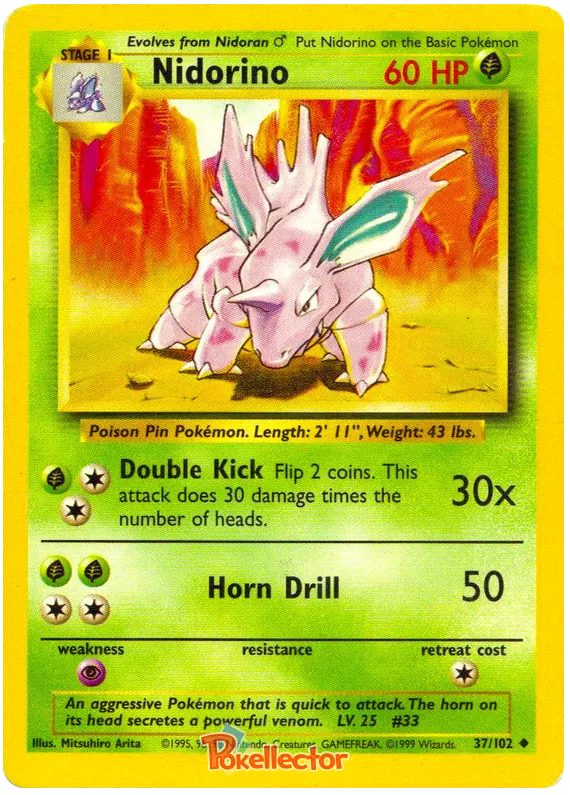 Evolves from Nidoran ♂ Put Nidorino on the Basic Pokémon
STAGE 1
Nidorino 60 HP
Poison Pin Pokémon. Length: 2' 11", Weight: 43 lbs.
Double Kick Flip 2 coins. This
attack does 30 damage times the
number of heads.
30x
Horn Drill 50
weakness resistance retreat cost
An aggressive Pokémon that is quick to attack. The horn on
its head secretes a powerful venom. LV. 25 #33
Illus. Mitsuhiro Arita ©1995, 96, Nintendo, Creatures, GAMEFREAK. ©1999 Wizards. 37/102 ◆
Pokellector